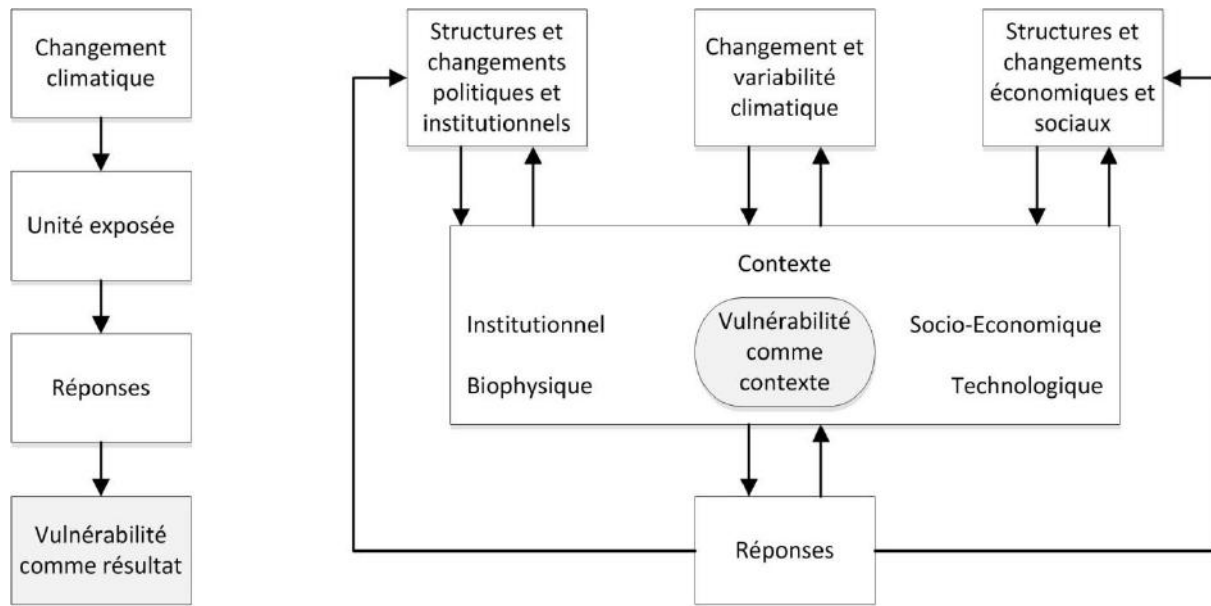 Changement
climatique
Unité exposée
Réponses
Vulnérabilité
comme résultat
Structures et
changements
politiques et
institutionnels
Changement et
variabilité
climatique
Structures et
changements
économiques et
sociaux
Contexte
Institutionnel
Biophysique
Vulnérabilité
comme
contexte
Socio-Economique
Technologique
Réponses